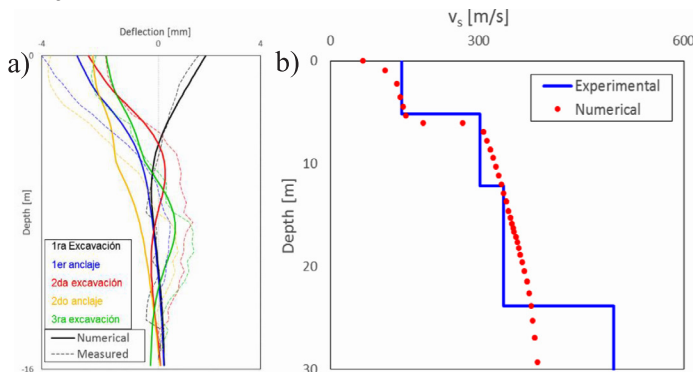 a)
Deflection [mm]
-4
0
4
0
Depth [m]
-16
1ra Excavación
1er anclaje
2da excavación
2do anclaje
3ra excavación
Numerical
Measured
b)
vs [m/s]
0
300
600
0
10
20
30
Depth [m]
Experimental
Numerical